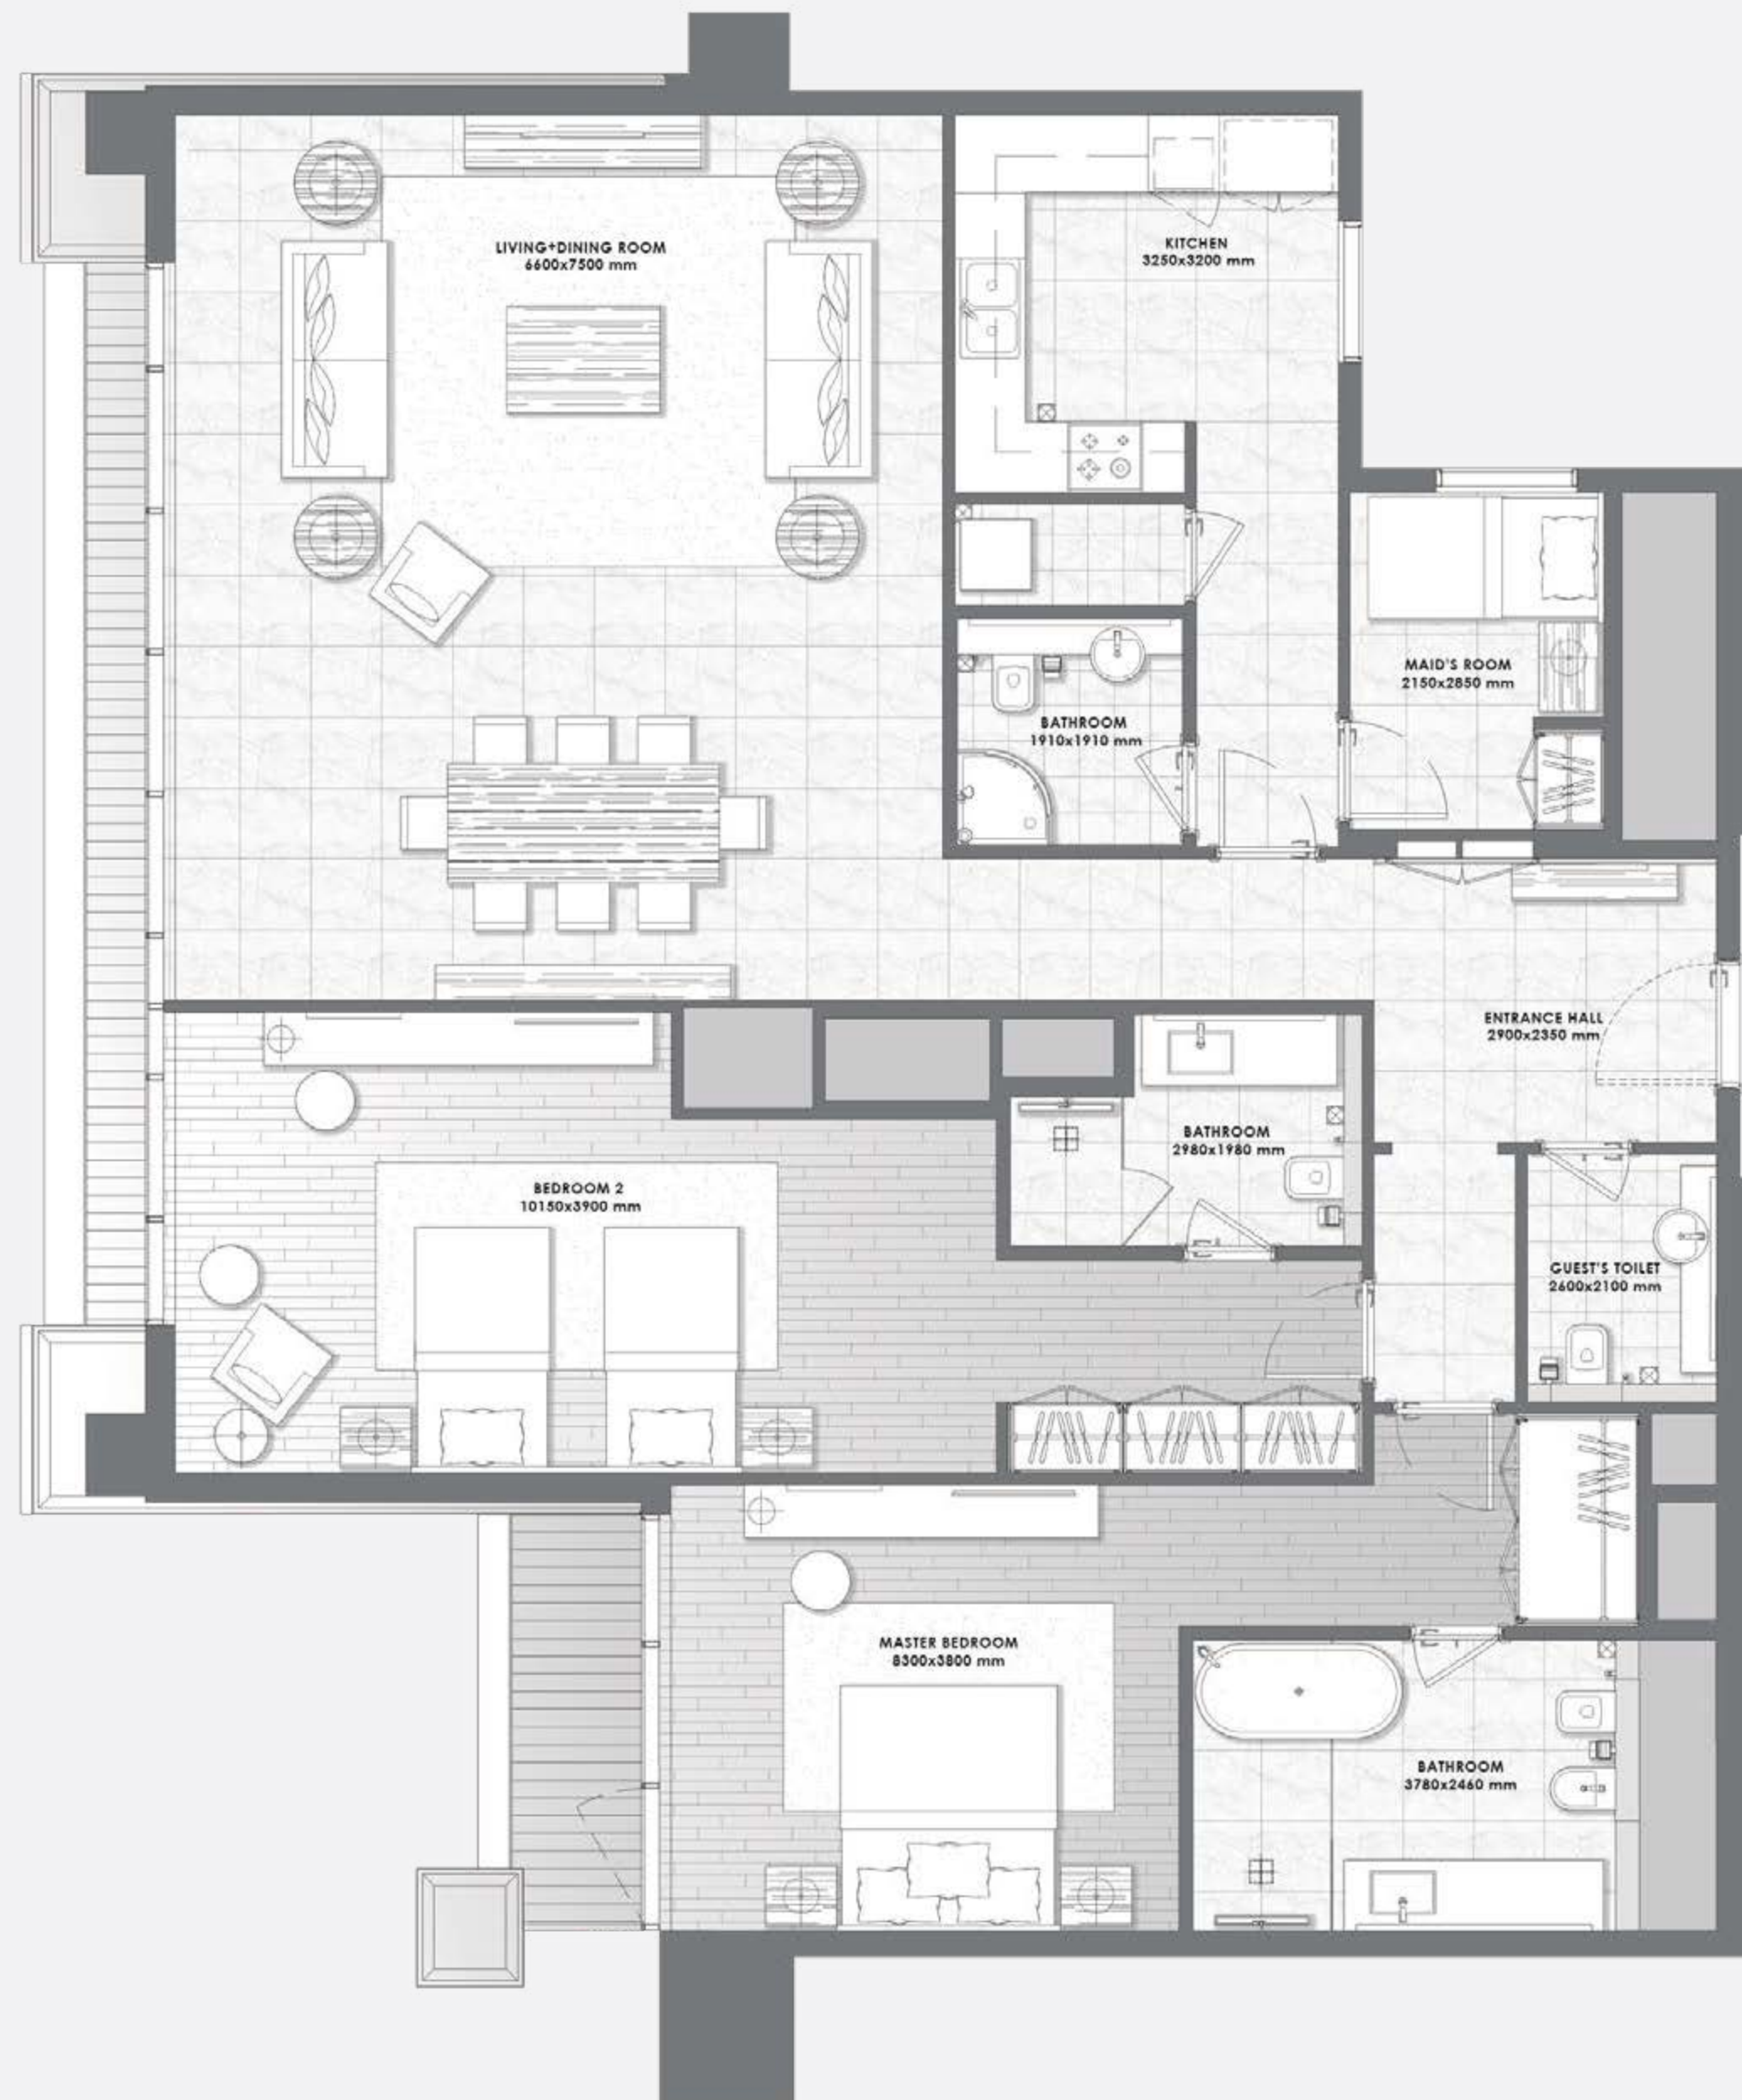 LIVING+DINING ROOM
6600x7500 mm
KITCHEN
3250x3200 mm
MAID'S ROOM
2150x2850 mm
BATHROOM
1910x1910 mm
ENTRANCE HALL
2900x2350 mm
BATHROOM
2980x1980 mm
BEDROOM 2
10150x3900 mm
GUEST'S TOILET
2600x2100 mm
MASTER BEDROOM
8300x3800 mm
BATHROOM
3780x2460 mm